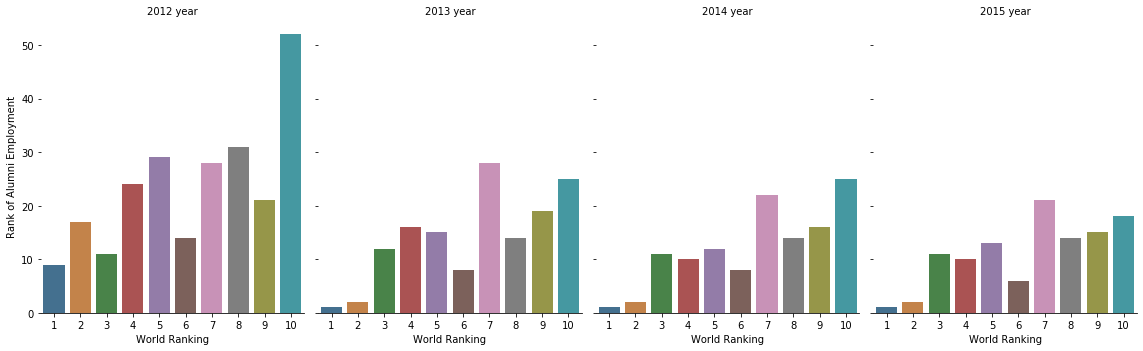 2012 year
2013 year
2014 year
2015 year
Rank of Alumni Employment
50
40
30
20
10
0
1 2 3 4 5 6 7 8 9 10
1 2 3 4 5 6 7 8 9 10
1 2 3 4 5 6 7 8 9 10
1 2 3 4 5 6 7 8 9 10
World Ranking
World Ranking
World Ranking
World Ranking